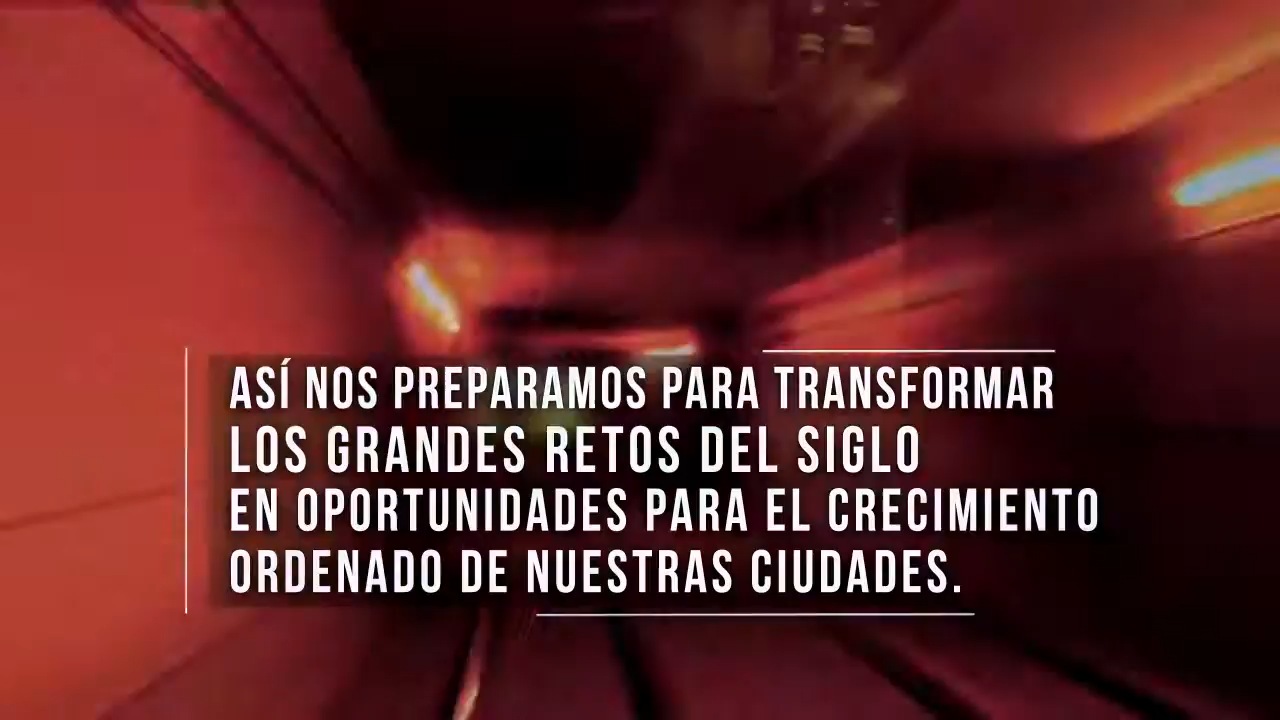 ASÍ NOS PREPARAMOS PARA TRANSFORMAR
LOS GRANDES RETOS DEL SIGLO
EN OPORTUNIDADES PARA EL CRECIMIENTO
ORDENADO DE NUESTRAS CIUDADES.